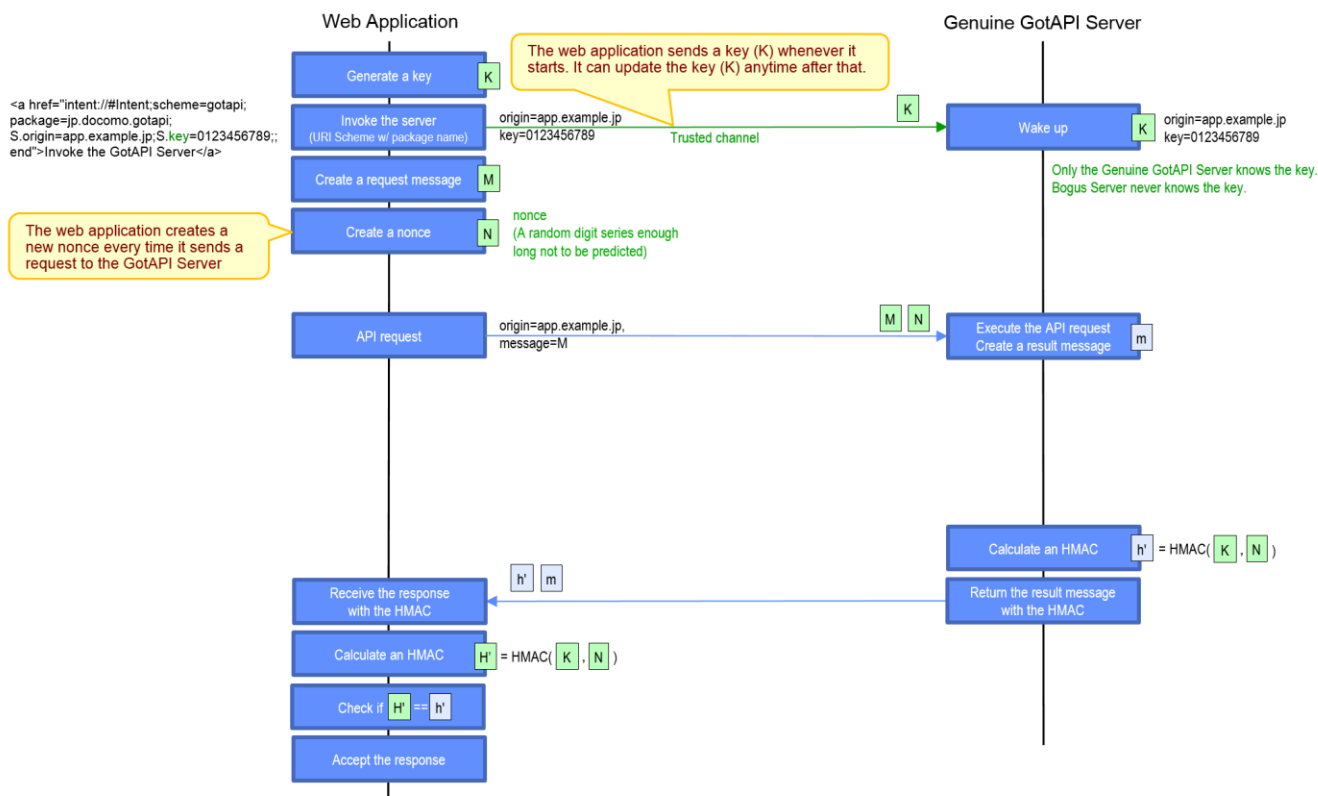 Web Application
Genuine GotAPI Server
The web application sends a key (K) whenever it
starts. It can update the key (K) anytime after that.
Generate a key
K
<a href="intent://#Intent;scheme=gotapi;
package=jp.docomo.gotapi;
S.origin=app.example.jp;S.key=0123456789;;
end">Invoke the GotAPI Server</a>
Invoke the server
(URI Scheme w/ package name)
origin=app.example.jp
key=0123456789
K
Trusted channel
Wake up
K
origin=app.example.jp
key=0123456789
Create a request message
M
Only the Genuine GotAPI Server knows the key.
Bogus Server never knows the key.
The web application creates a
new nonce every time it sends a
request to the GotAPI Server
Create a nonce
N
nonce
(A random digit series enough
long not to be predicted)
API request
origin=app.example.jp,
message=M
M N
Execute the API request
Create a result message
m
Calculate an HMAC
h' = HMAC( K , N )
Receive the response
with the HMAC
h' m
Return the result message
with the HMAC
Calculate an HMAC
H' = HMAC( K , N )
Check if H' == h'
Accept the response